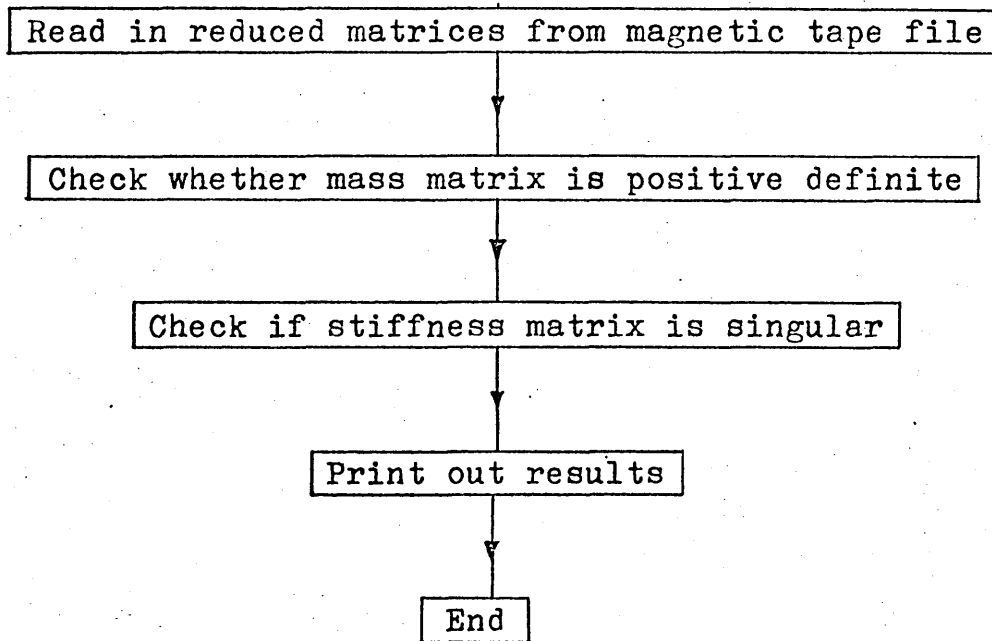 Read in reduced matrices from magnetic tape file
Check whether mass matrix is positive definite
Check if stiffness matrix is singular
Print out results
End